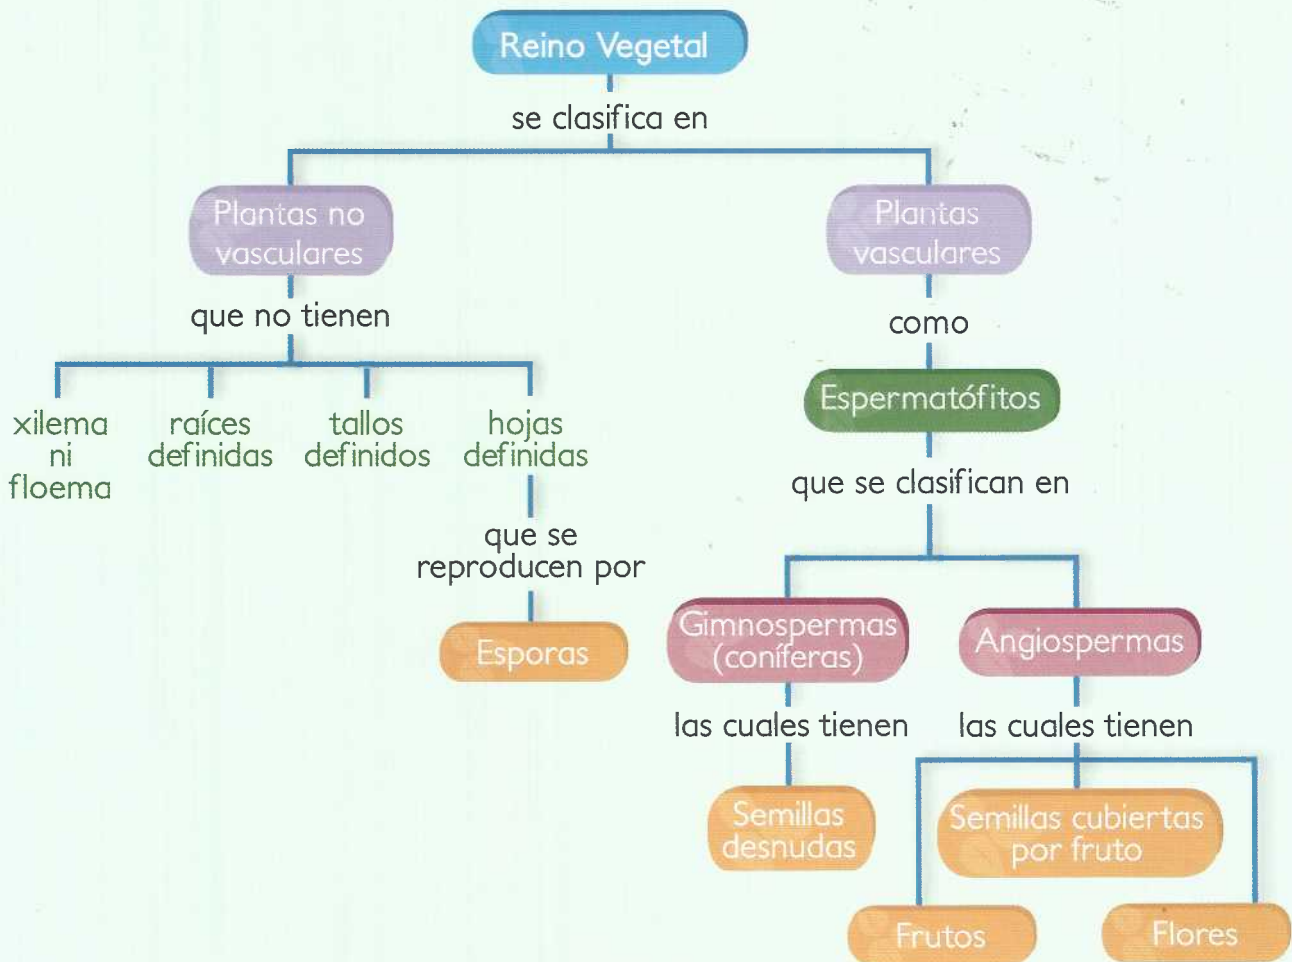 Reino Vegetal
se clasifica en
Plantas no
vasculares
que no tienen
xilema
ni
floema
raíces
definidas
tallos
definidos
hojas
definidas
que se
reproducen por
Esporas
Plantas
vasculares
como
Espermatófitos
que se clasifican en
Gimnospermas
(coníferas)
las cuales tienen
Semillas
desnudas
Angiospermas
las cuales tienen
Frutos
Semillas cubiertas
por fruto
Flores